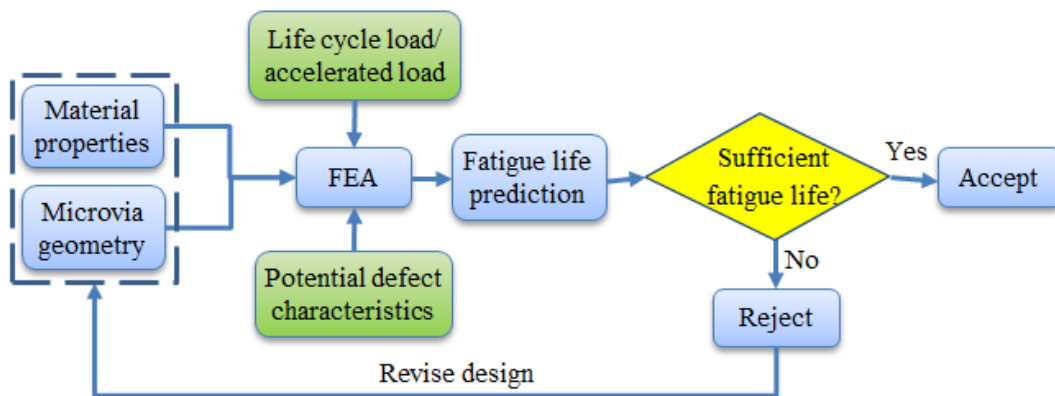 Life cycle load/
accelerated load
Material
properties
FEA
Fatigue life
prediction
Sufficient
fatigue life?
Yes
Accept
Microvia
geometry
Potential defect
characteristics
No
Reject
Revise design